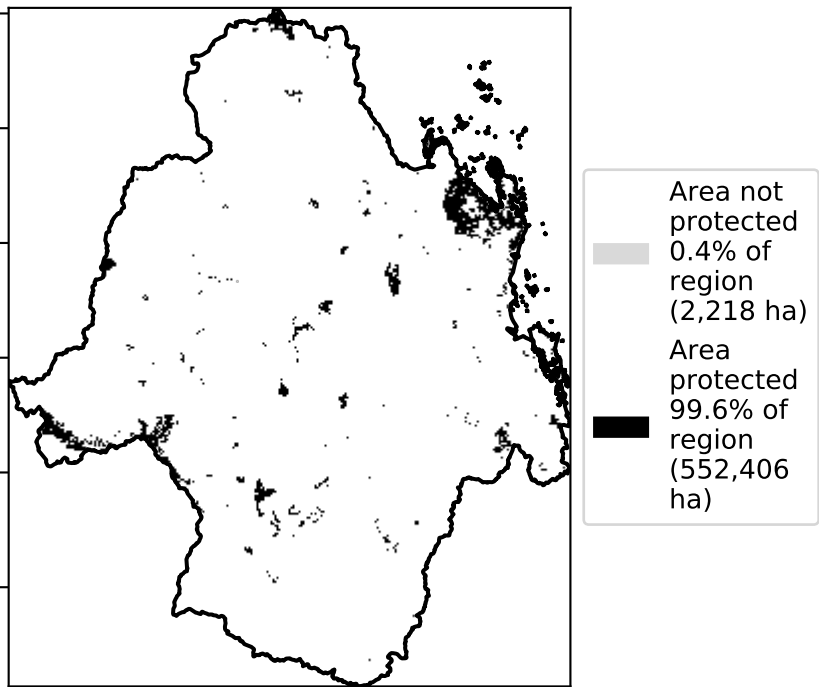 Area not
protected
0.4% of
region
(2,218 ha)
Area
protected
99.6% of
region
(552,406
ha)